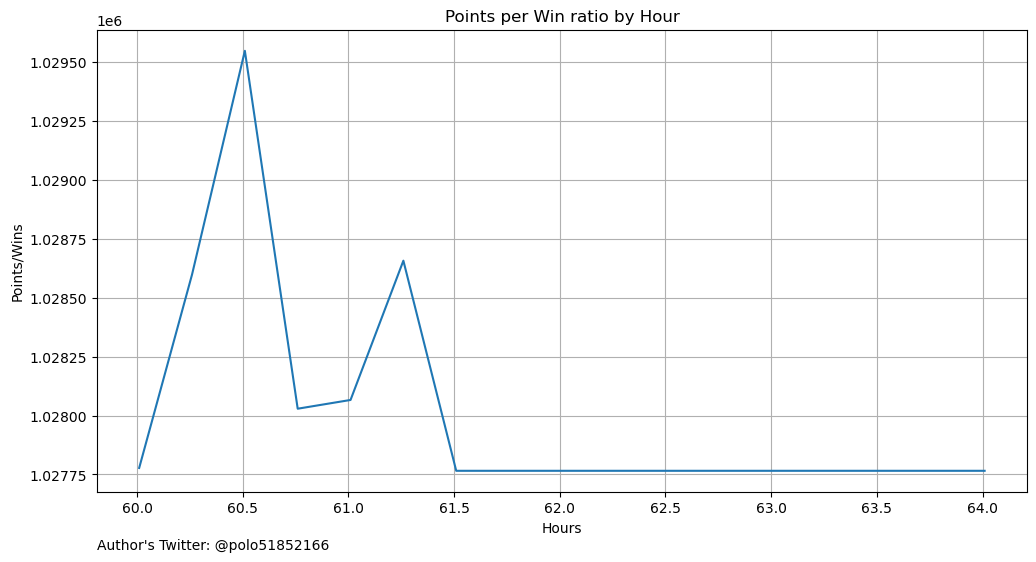 Points per Win ratio by Hour
1e6
1.02950
1.02925
1.02900
1.02875
1.02850
1.02825
1.02800
1.02775
Points/Wins
60.0 60.5 61.0 61.5 62.0 62.5 63.0 63.5 64.0
Hours
Author's Twitter: @polo51852166